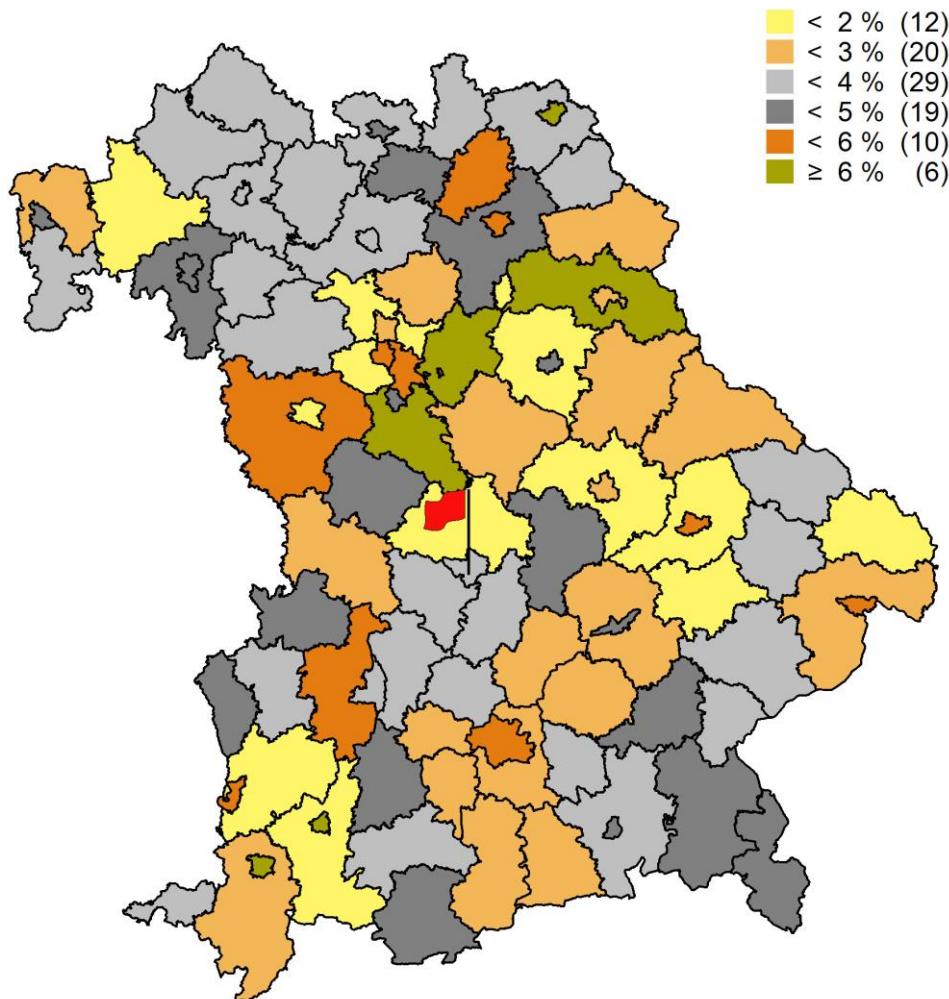 < 2 % (12)
< 3 % (20)
< 4 % (29)
< 5 % (19)
< 6 % (10)
≥ 6 % (6)